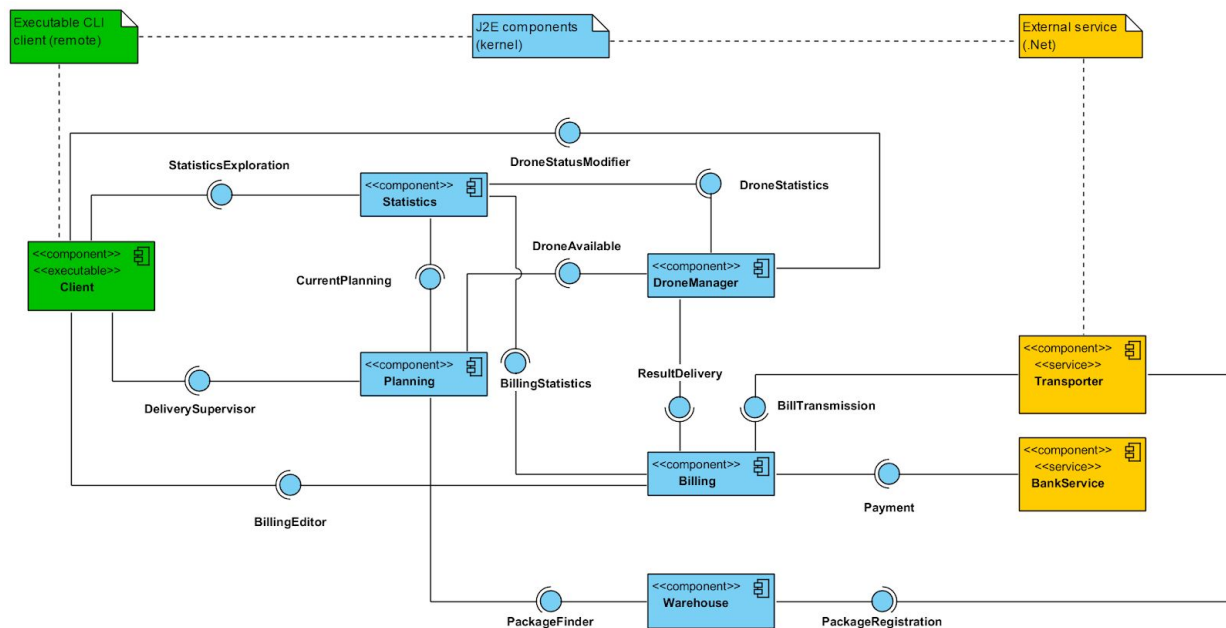 Executable CLI
client (remote)
J2E components
(kernel)
External service
(.Net)
DroneStatusModifier
StatisticsExploration
<<component>>
Statistics
DroneStatistics
<<component>>
<<executable>>
Client
CurrentPlanning
DroneAvailable
<<component>>
DroneManager
<<component>>
Planning
BillingStatistics
ResultDelivery
<<component>>
<<service>>
Transporter
DeliverySupervisor
BillTransmission
<<component>>
Billing
<<component>>
<<service>>
BankService
BillingEditor
Payment
<<component>>
Warehouse
PackageFinder
PackageRegistration